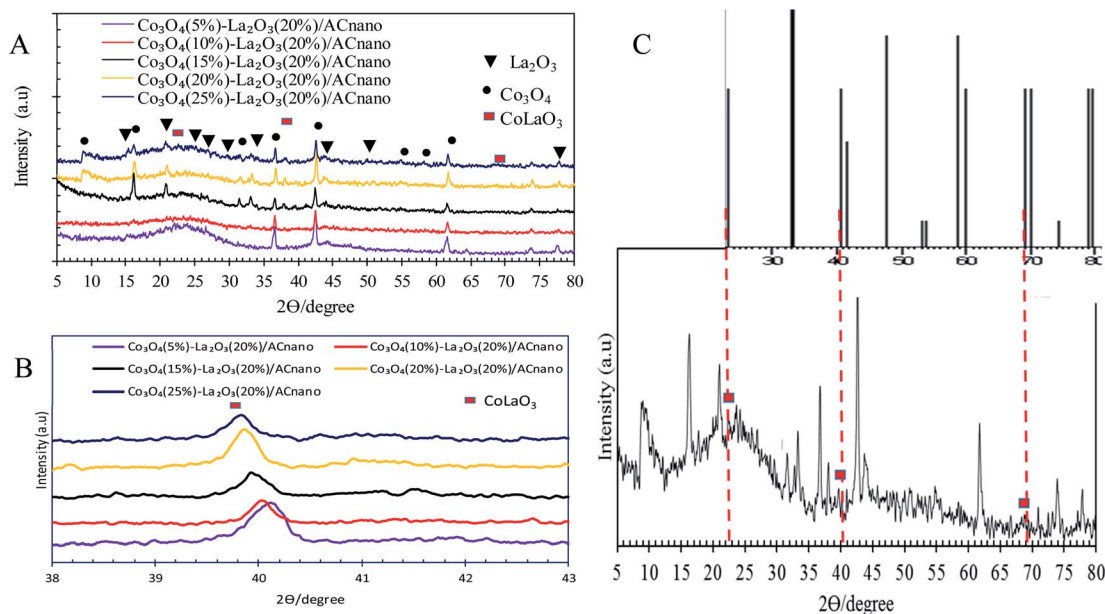 A
Co₃O₄(5%)-La₂O₃(20%)/ACnano
Co₃O₄(10%)-La₂O₃(20%)/ACnano
Co₃O₄(15%)-La₂O₃(20%)/ACnano
Co₃O₄(20%)-La₂O₃(20%)/ACnano
Co₃O₄(25%)-La₂O₃(20%)/ACnano
La₂O₃
Co₃O₄
CoLaO₃
Intensity (a.u)
5 10 15 20 25 30 35 40 45 50 55 60 65 70 75 80
2Ɵ/degree
B
Co₃O₄(5%)-La₂O₃(20%)/ACnano Co₃O₄(10%)-La₂O₃(20%)/ACnano
Co₃O₄(15%)-La₂O₃(20%)/ACnano Co₃O₄(20%)-La₂O₃(20%)/ACnano
Co₃O₄(25%)-La₂O₃(20%)/ACnano
CoLaO₃
Intensity (a.u)
38 39 40 41 42 43
2Ɵ/degree
C
30 40 50 60 70 80
Intensity (a.u)
5 10 15 20 25 30 35 40 45 50 55 60 65 70 75 80
2Ɵ/degree